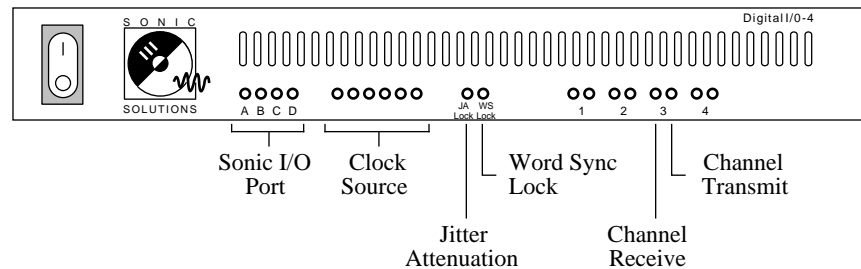 SONIC
Digital I/0-4
SOLUTIONS
A B C D
JA Lock
WS Lock
1 2 3 4
Sonic I/O
Port
Clock
Source
Word Sync
Lock
Channel
Transmit
Jitter
Attenuation
Channel
Receive